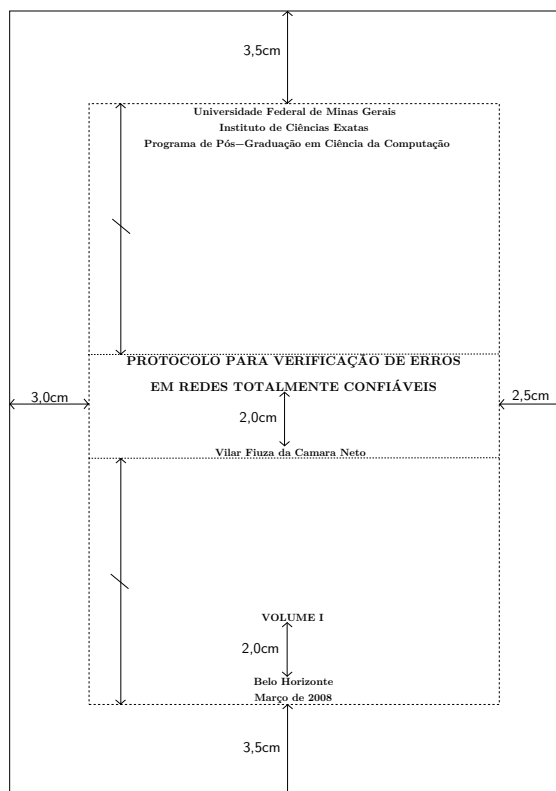 3,5cm
Universidade Federal de Minas Gerais
Instituto de Ciências Exatas
Programa de Pós−Graduação em Ciência da Computação
PROTOCOLO PARA VERIFICAÇÃO DE ERROS
EM REDES TOTALMENTE CONFIÁVEIS
3,0cm
2,5cm
2,0cm
Vilar Fiuza da Camara Neto
VOLUME I
2,0cm
Belo Horizonte
Março de 2008
3,5cm